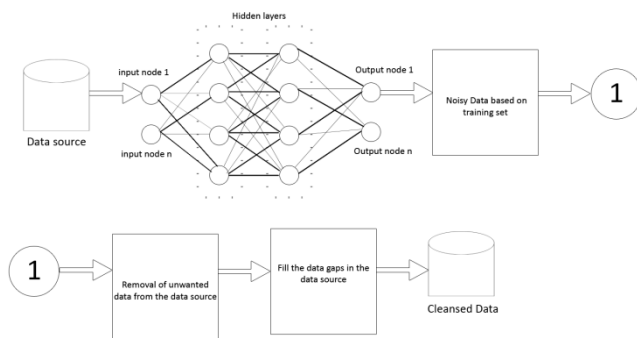 Hidden layers
input node 1
Output node 1
Noisy Data based on
training set
1
Data source
input node n
Output node n
1
Removal of unwanted
data from the data source
Fill the data gaps in the
data source
Cleansed Data